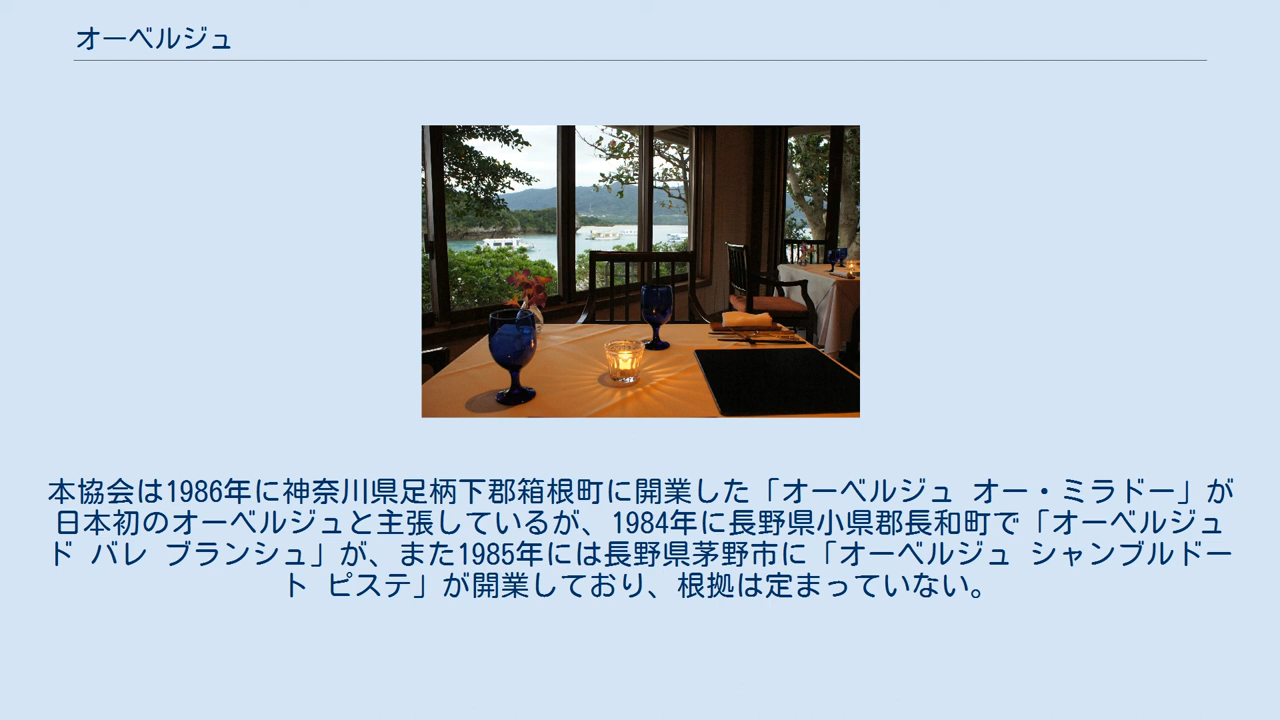 オーベルジュ
本協会は1986年に神奈川県足柄下郡箱根町に開業した「オーベルジュ オー・ミラドー」が
日本初のオーベルジュと主張しているが、1984年に長野県小県郡長和町で「オーベルジュ
ド バレ ブランシュ」が、また1985年には長野県茅野市に「オーベルジュ シャンブルドー
ト ピステ」が開業しており、根拠は定まっていない。